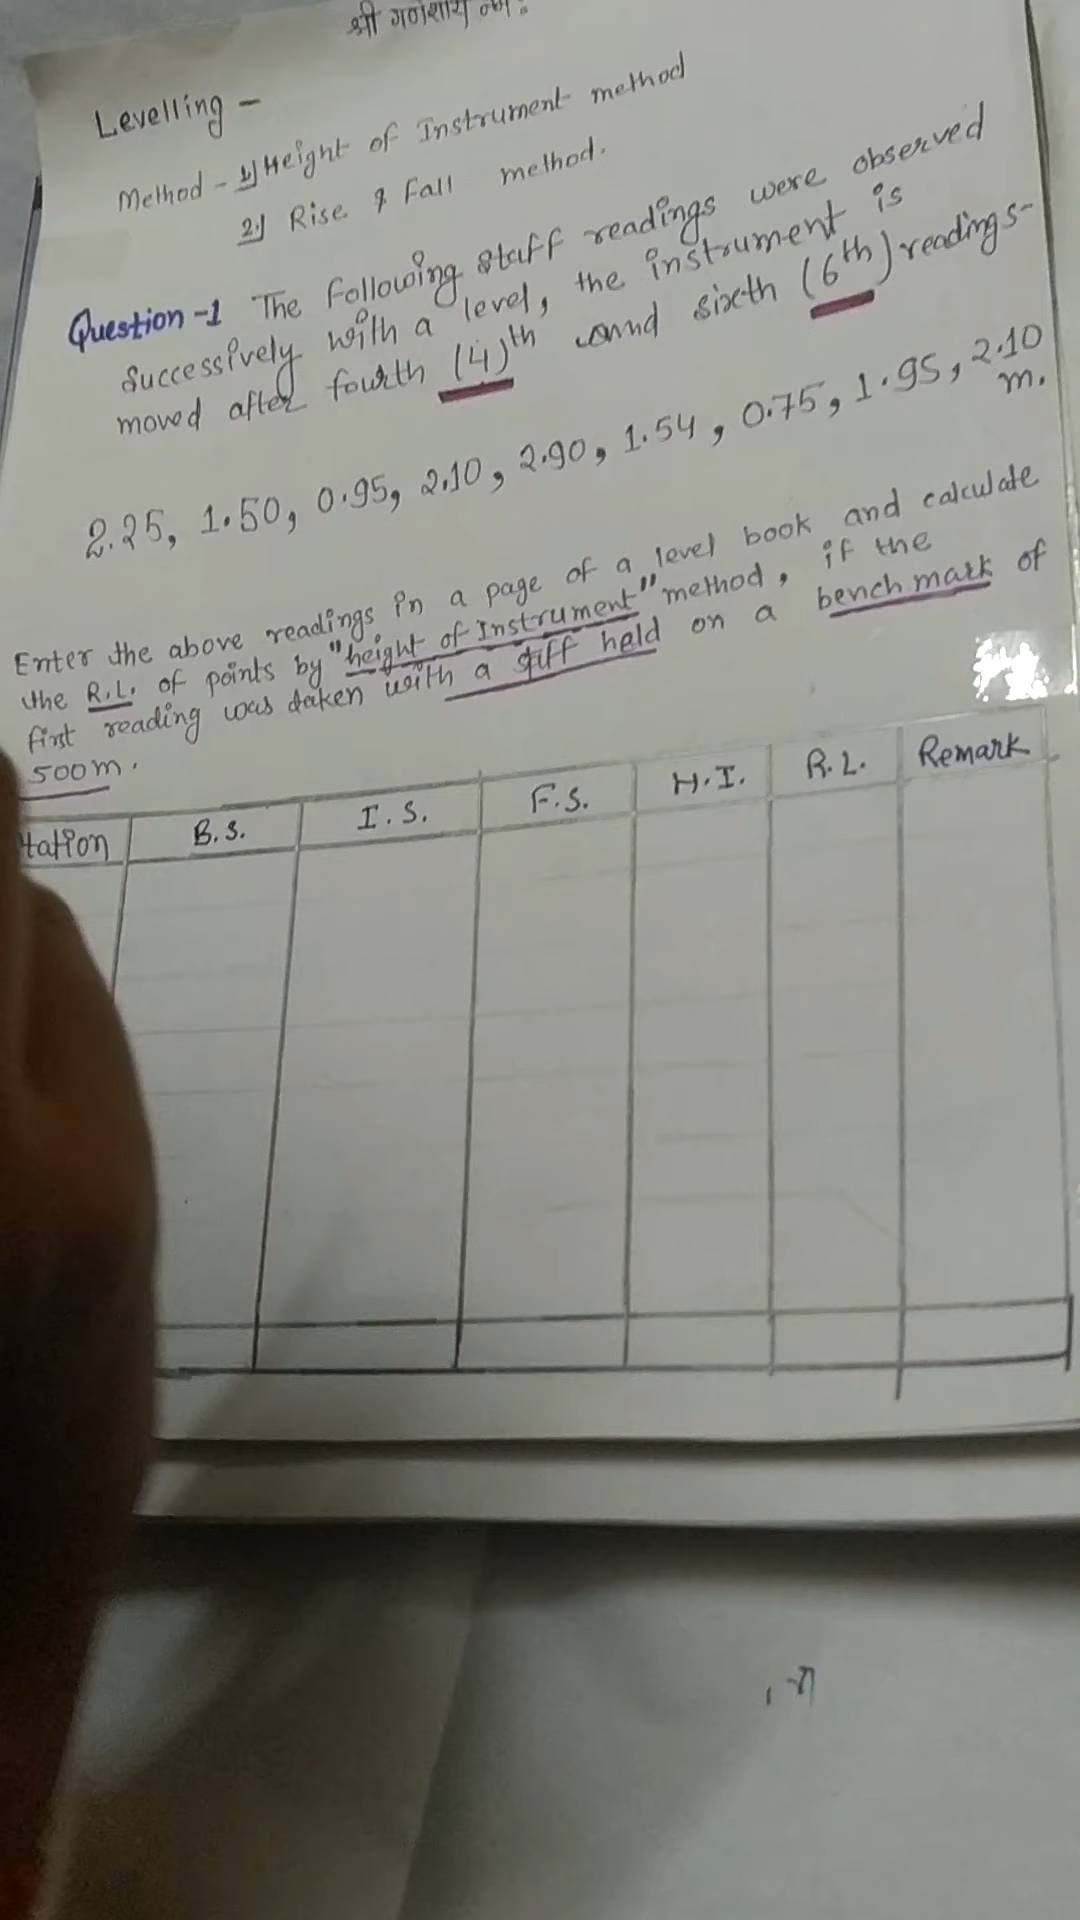 श्री गणेशाय नमः
Levelling -
Method - 1) Height of Instrument method
2) Rise & Fall method.
Question-1 The following staff readings were observed
successively with a level, the instrument is
moved after fourth (4)th and sixth (6th) readings-
2.25, 1.50, 0.95, 2.10, 2.90, 1.54, 0.75, 1.95, 2.10
m.
Enter the above readings in a page of a level book and calculate
the R.L. of points by "height of Instrument" method, if the
first reading was taken with a staff held on a bench mark of
500m.
tation B.S. I.S. F.S. H.I. R.L. Remark